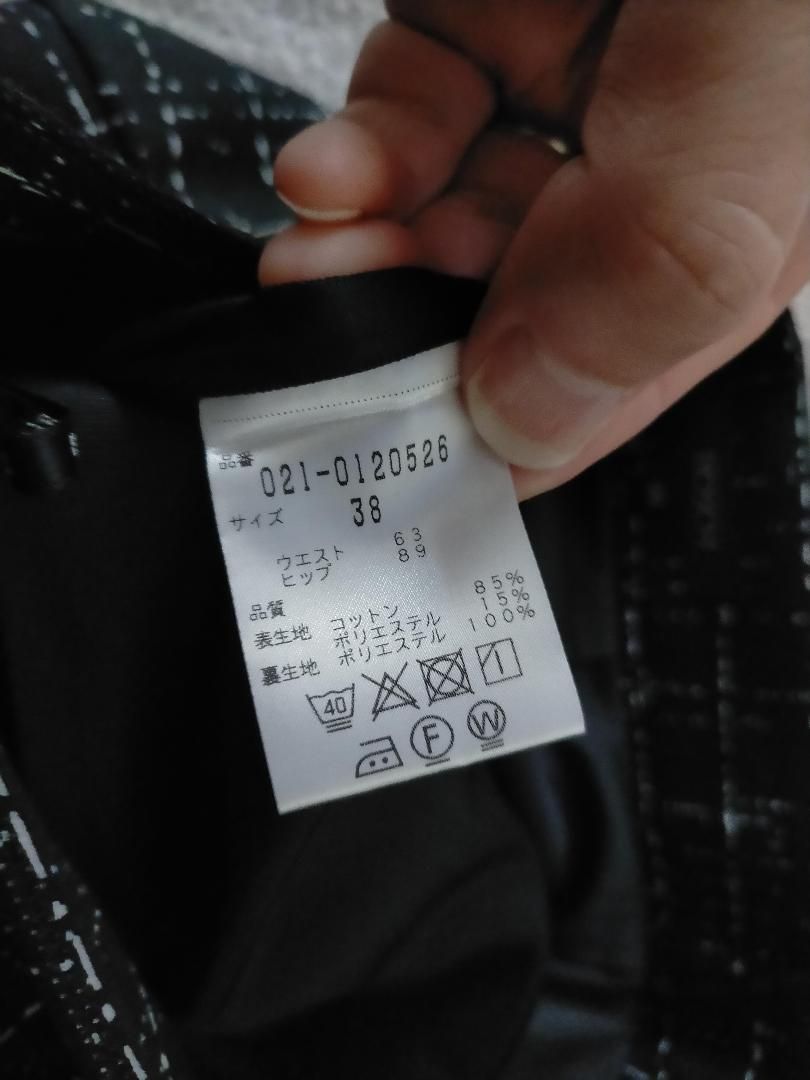 品番
021-0120526
サイズ 38
ウエスト 63
ヒップ 89
品質
表生地 コットン 85%
ポリエステル 15%
裏生地 ポリエステル 100%
40
F W